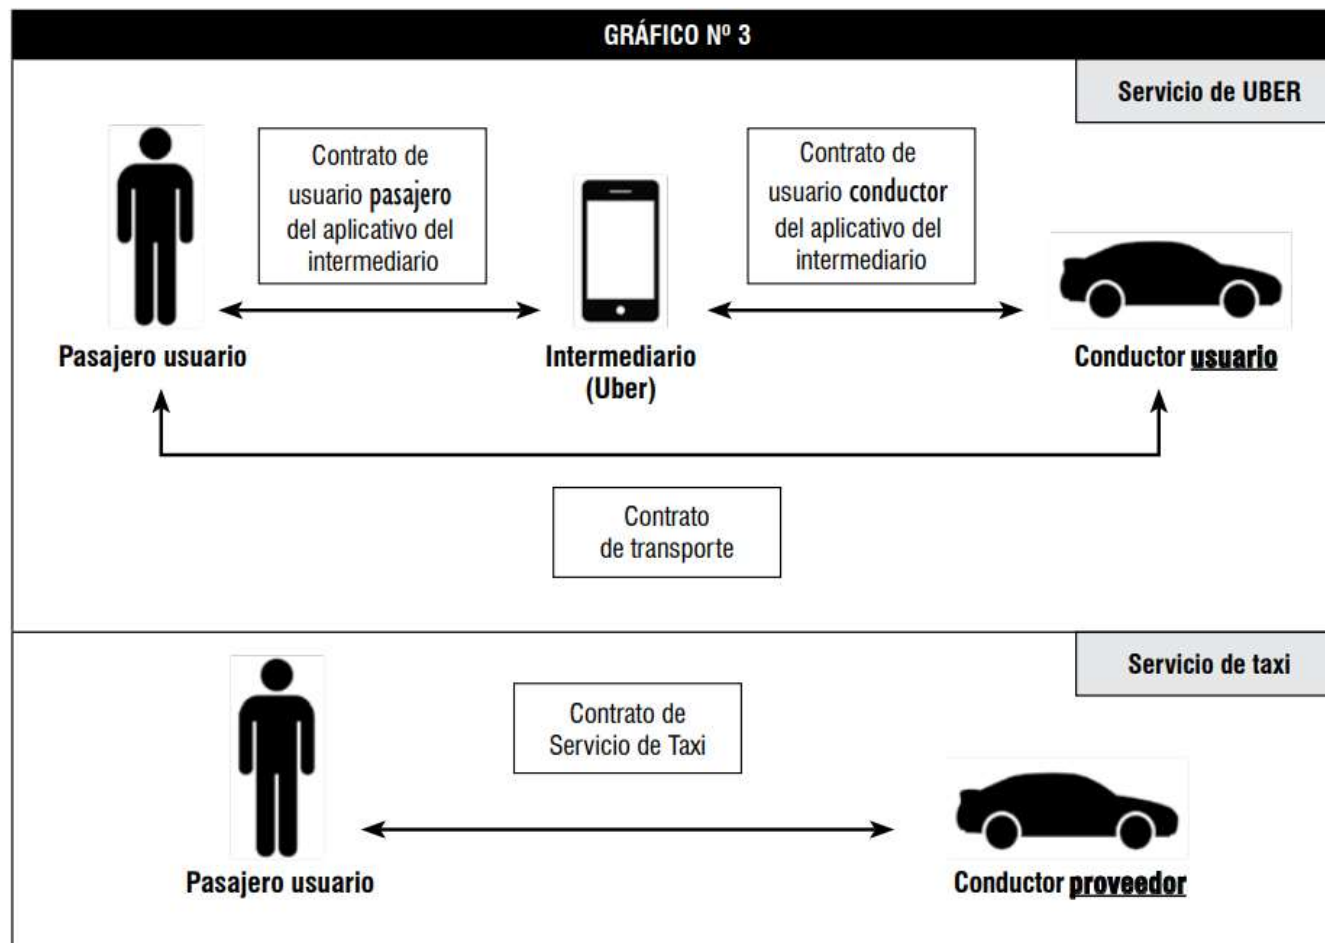 GRÁFICO Nº 3
Servicio de UBER
Contrato de
usuario pasajero
del aplicativo del
intermediario
Contrato de
usuario conductor
del aplicativo del
intermediario
Pasajero usuario
Intermediario
(Uber)
Conductor usuario
Contrato
de transporte
Servicio de taxi
Contrato de
Servicio de Taxi
Pasajero usuario
Conductor proveedor